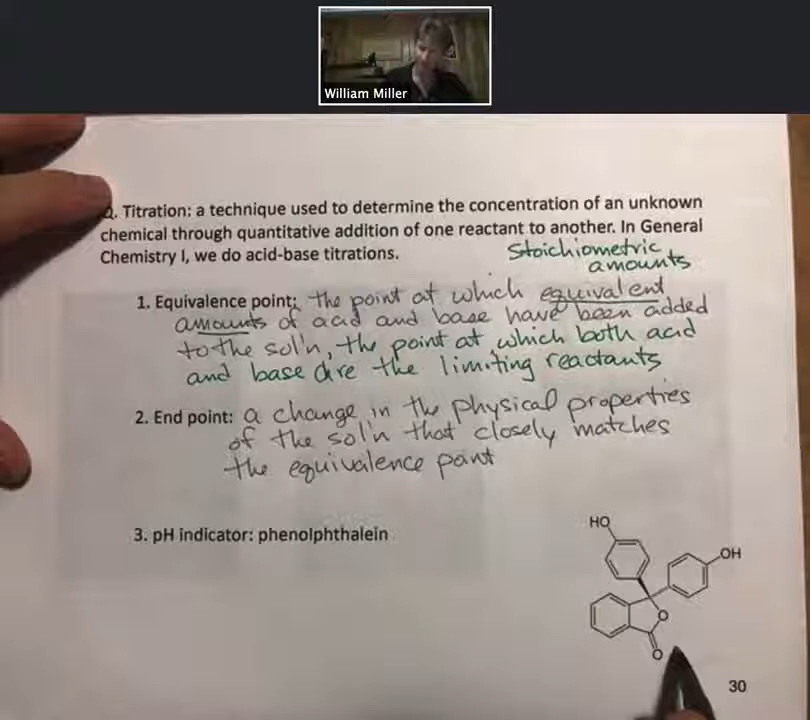 William Miller
Q. Titration: a technique used to determine the concentration of an unknown
chemical through quantitative addition of one reactant to another. In General
Chemistry I, we do acid-base titrations.
Stoichiometric
amounts
1. Equivalence point: the point at which equivalent
amounts of acid and base have been added
to the sol'n, the point at which both acid
and base are the limiting reactants
2. End point: a change in the physical properties
of the sol'n that closely matches
the equivalence point
3. pH indicator: phenolphthalein
HO
OH
O
O
30